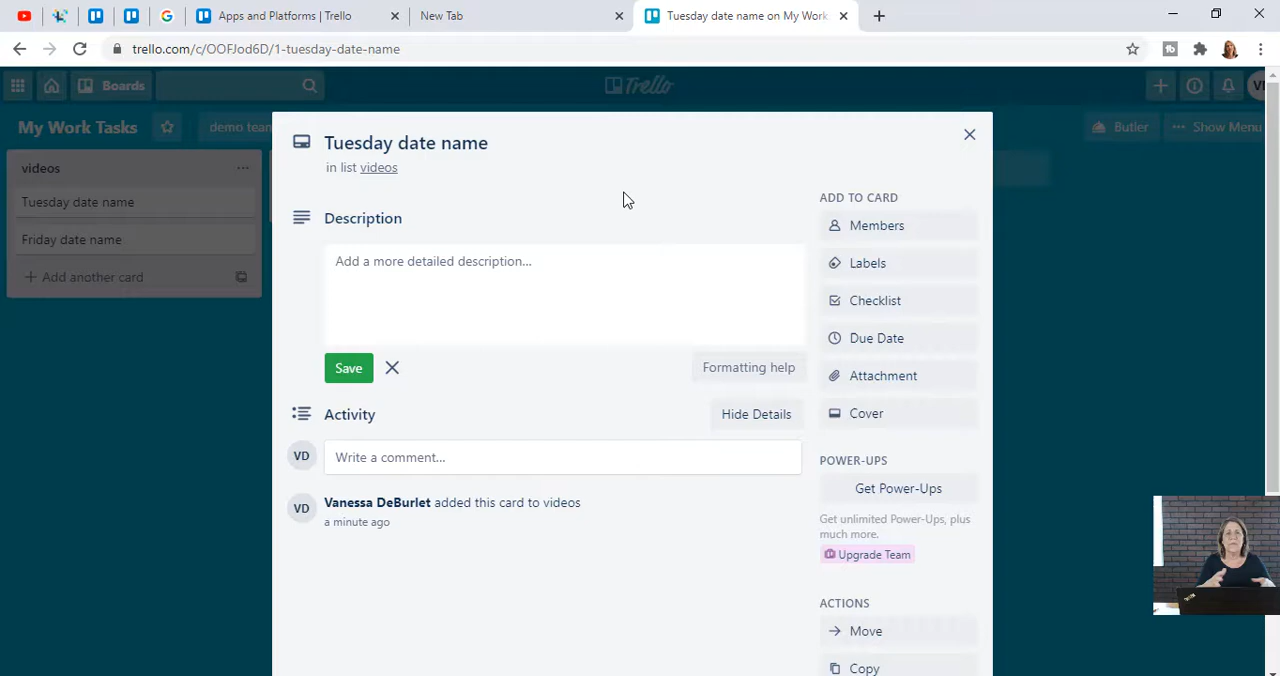 Apps and Platforms | Trello
New Tab
Tuesday date name on My Work
trello.com/c/OOFJod6D/1-tuesday-date-name
Boards
Trello
My Work Tasks
demo team
Butler
Show Menu
videos
Tuesday date name
Friday date name
Add another card
Tuesday date name
in list videos
Description
Add a more detailed description...
Save
Formatting help
Activity
Hide Details
VD
Write a comment...
VD
Vanessa DeBurlet added this card to videos
a minute ago
ADD TO CARD
Members
Labels
Checklist
Due Date
Attachment
Cover
POWER-UPS
Get Power-Ups
Get unlimited Power-Ups, plus
much more.
Upgrade Team
ACTIONS
Move
Copy